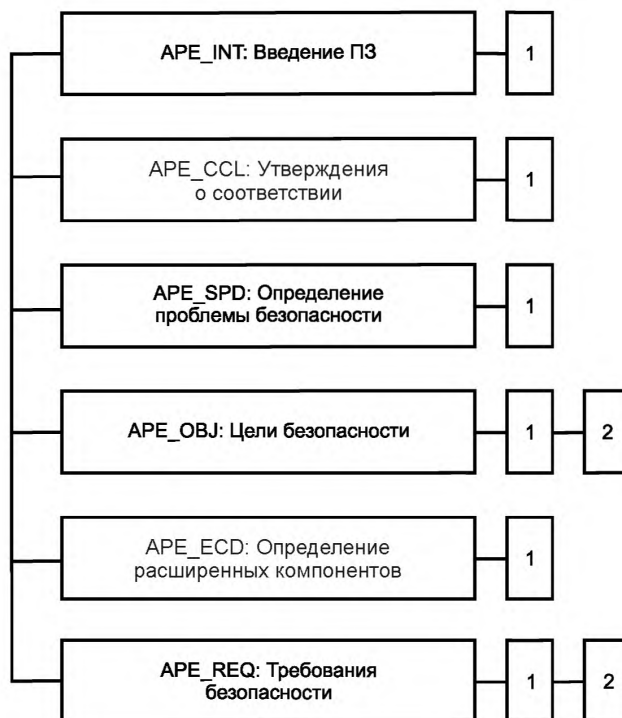 APE_INT: Введение ПЗ
1
APE_CCL: Утверждения
о соответствии
1
APE_SPD: Определение
проблемы безопасности
1
APE_OBJ: Цели безопасности
1
2
APE_ECD: Определение
расширенных компонентов
1
APE_REQ: Требования
безопасности
1
2